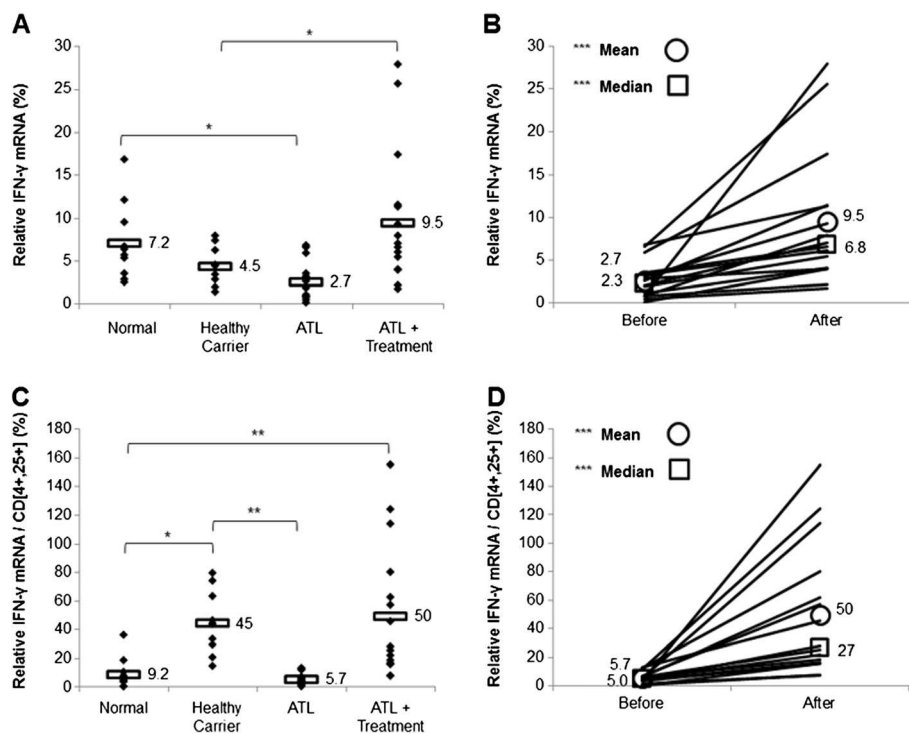 A
Relative IFN-γ mRNA (%)
30
25
20
15
10
5
0
*
*
7.2
4.5
2.7
9.5
Normal
Healthy
Carrier
ATL
ATL +
Treatment
B
Relative IFN-γ mRNA (%)
30
25
20
15
10
5
0
*** Mean
*** Median
2.7
2.3
9.5
6.8
Before
After
C
Relative IFN-γ mRNA / CD[4+,25+] (%)
180
160
140
120
100
80
60
40
20
0
**
**
*
9.2
45
5.7
50
Normal
Healthy
Carrier
ATL
ATL +
Treatment
D
Relative IFN-γ mRNA / CD[4+,25+] (%)
180
160
140
120
100
80
60
40
20
0
*** Mean
*** Median
5.7
5.0
50
27
Before
After